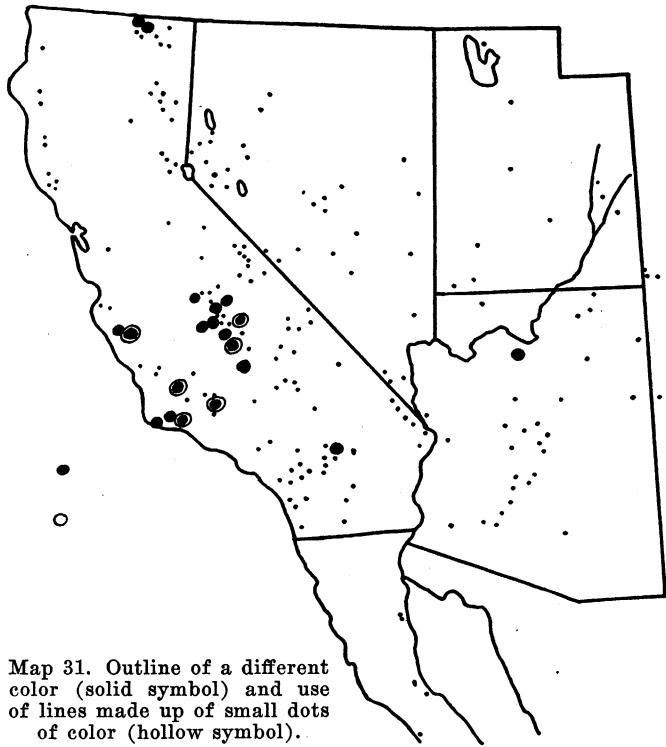 Map 31. Outline of a different
color (solid symbol) and use
of lines made up of small dots
of color (hollow symbol).